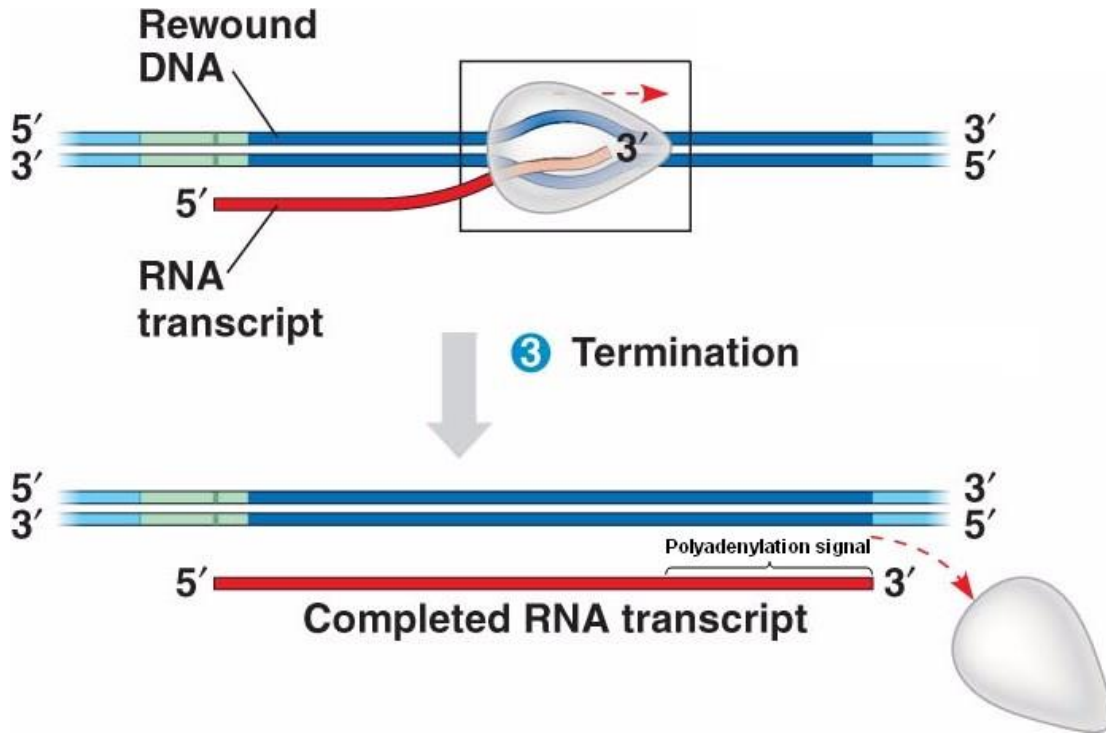 Rewound
DNA
5′
3′
3′
3′
5′
5′
RNA
transcript
3 Termination
5′
3′
3′
5′
Polyadenylation signal
5′
3′
Completed RNA transcript